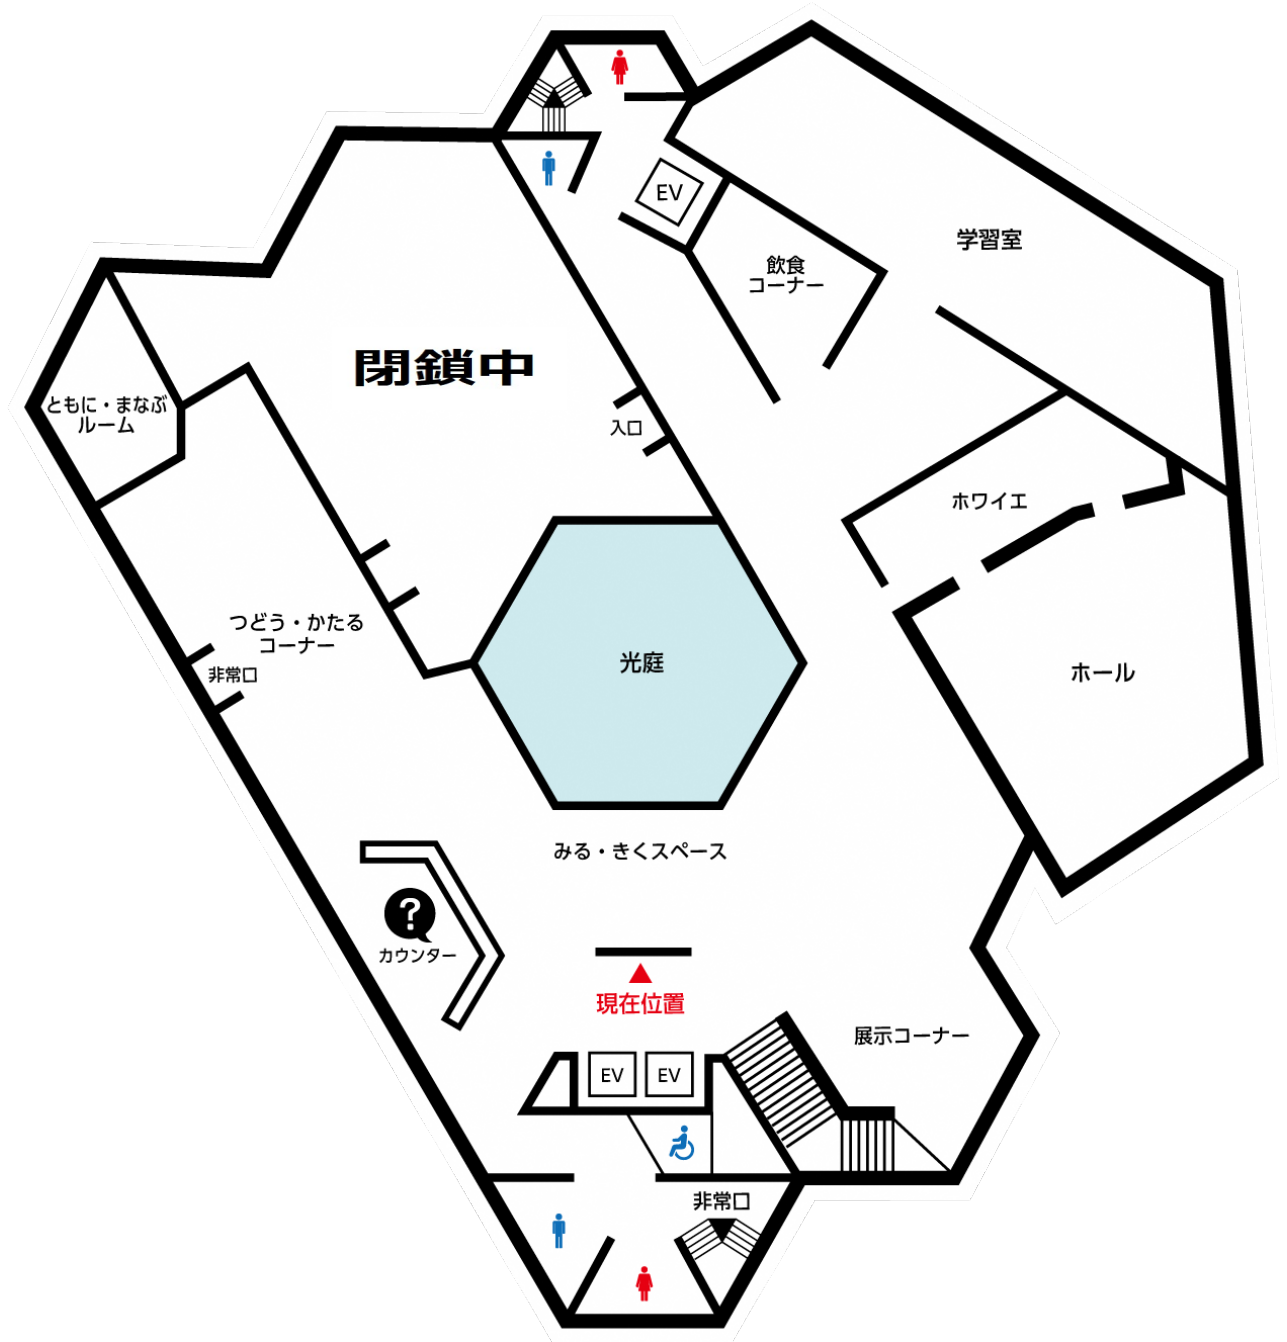 EV
学習室
飲食
コーナー
閉鎖中
ともに・まなぶ
ルーム
入口
ホワイエ
つどう・かたる
コーナー
非常口
光庭
ホール
みる・きくスペース
?
カウンター
現在位置
展示コーナー
EV
EV
非常口